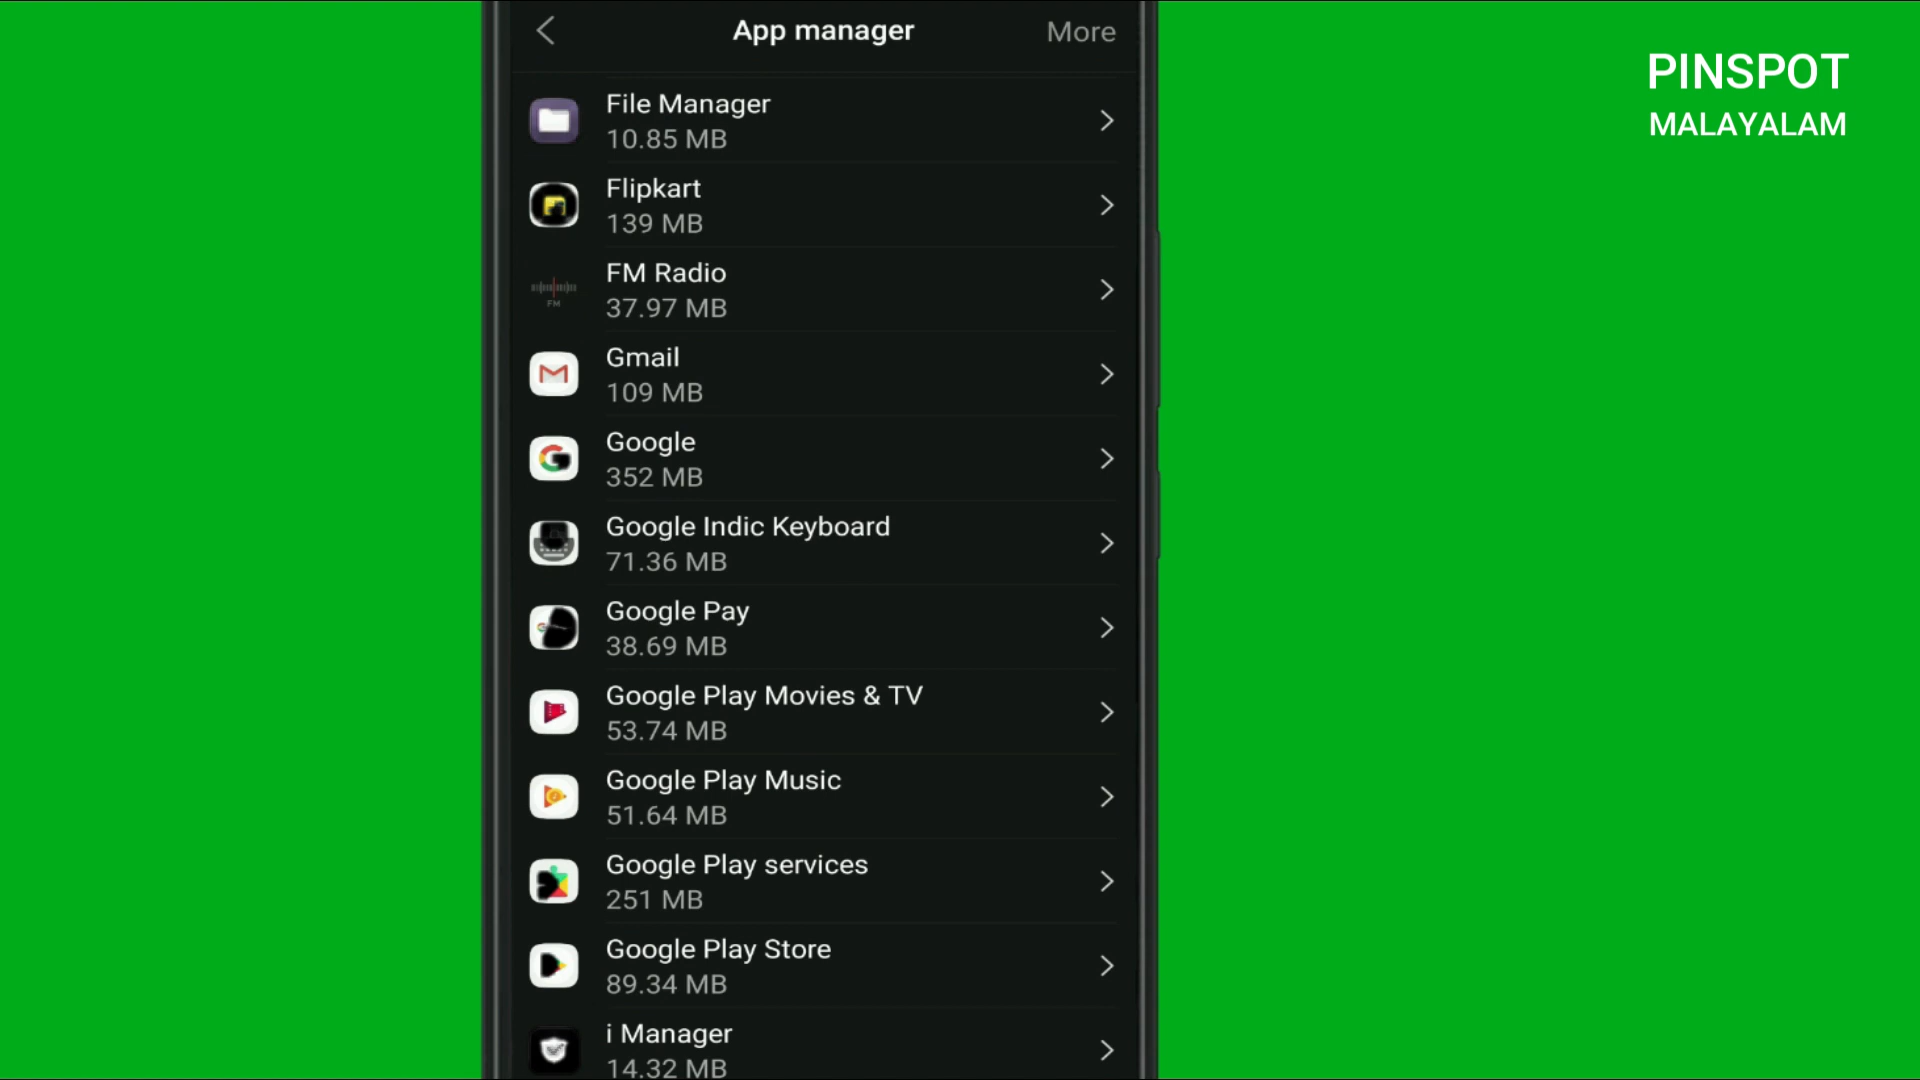 App manager
More
PINSPOT
MALAYALAM
File Manager
10.85 MB
Flipkart
139 MB
FM Radio
37.97 MB
FM
Gmail
109 MB
Google
352 MB
Google Indic Keyboard
71.36 MB
Google Pay
38.69 MB
Google Play Movies & TV
53.74 MB
Google Play Music
51.64 MB
Google Play services
251 MB
Google Play Store
89.34 MB
i Manager
14.32 MB